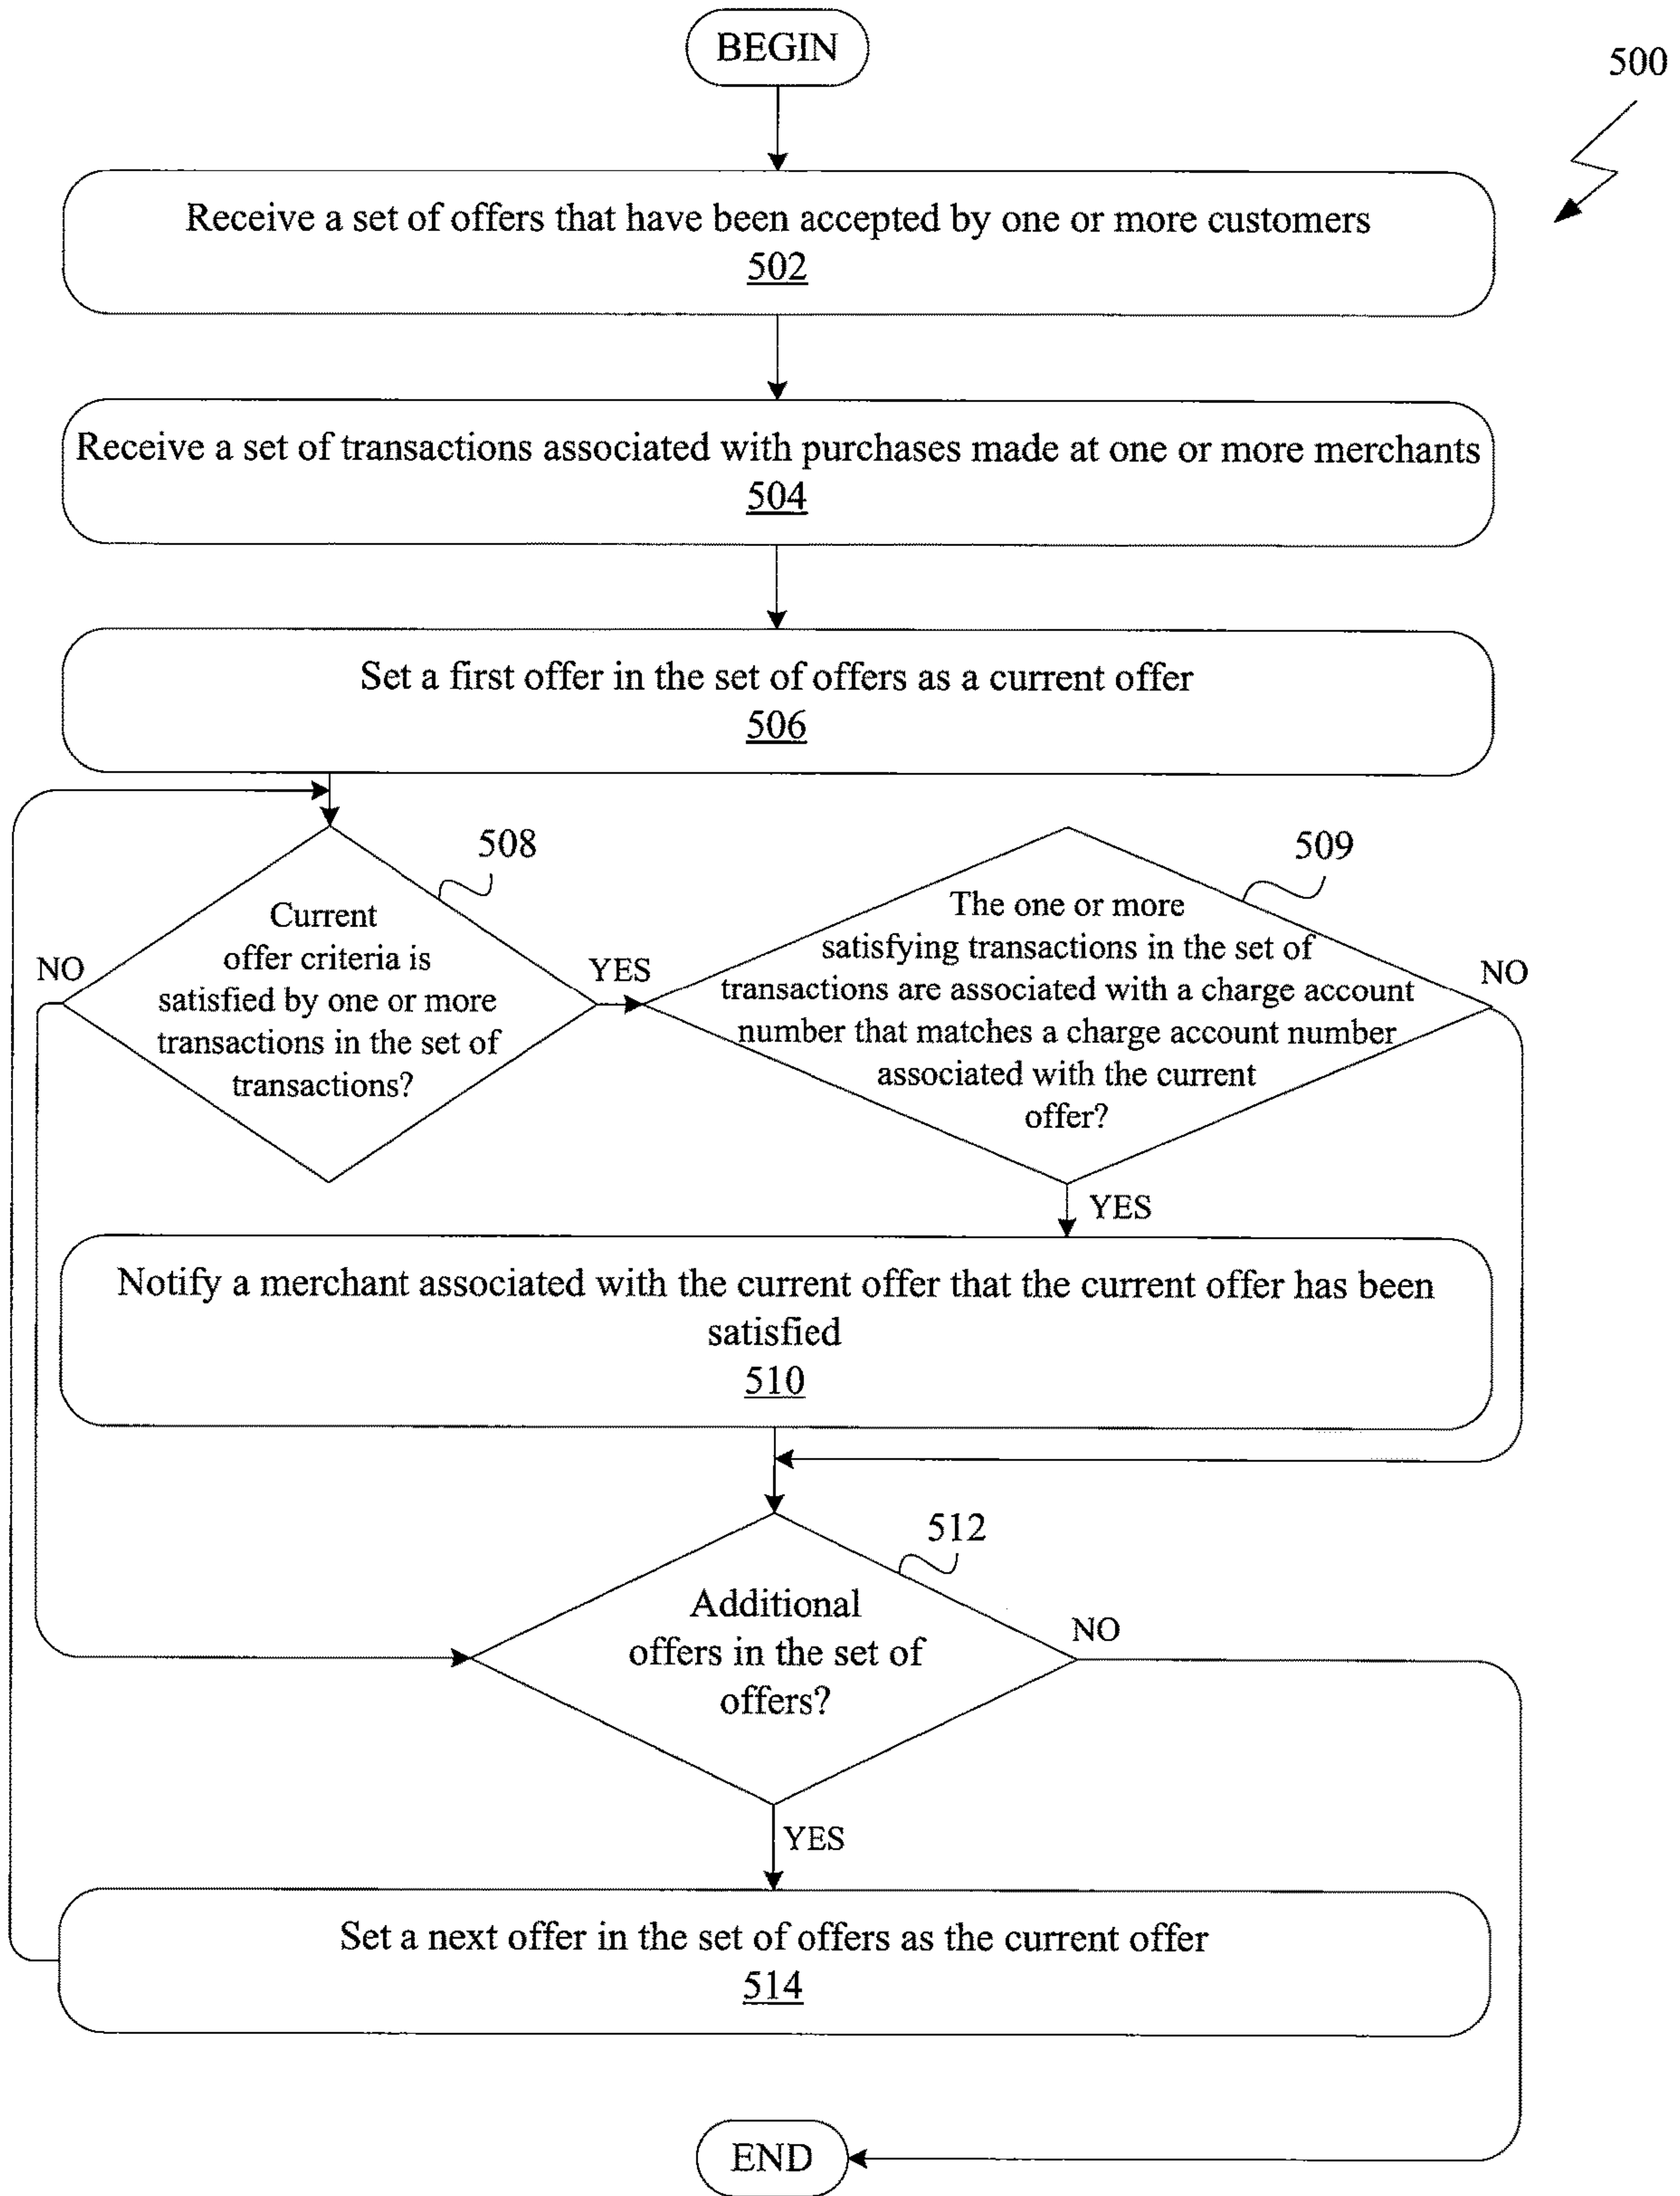 BEGIN
500
Receive a set of offers that have been accepted by one or more customers
502
Receive a set of transactions associated with purchases made at one or more merchants
504
Set a first offer in the set of offers as a current offer
506
508
Current
offer criteria is
satisfied by one or more
transactions in the set of
transactions?
NO
YES
509
The one or more
satisfying transactions in the set of
transactions are associated with a charge account
number that matches a charge account number
associated with the current
offer?
NO
YES
Notify a merchant associated with the current offer that the current offer has been
satisfied
510
512
Additional
offers in the set of
offers?
NO
YES
Set a next offer in the set of offers as the current offer
514
END